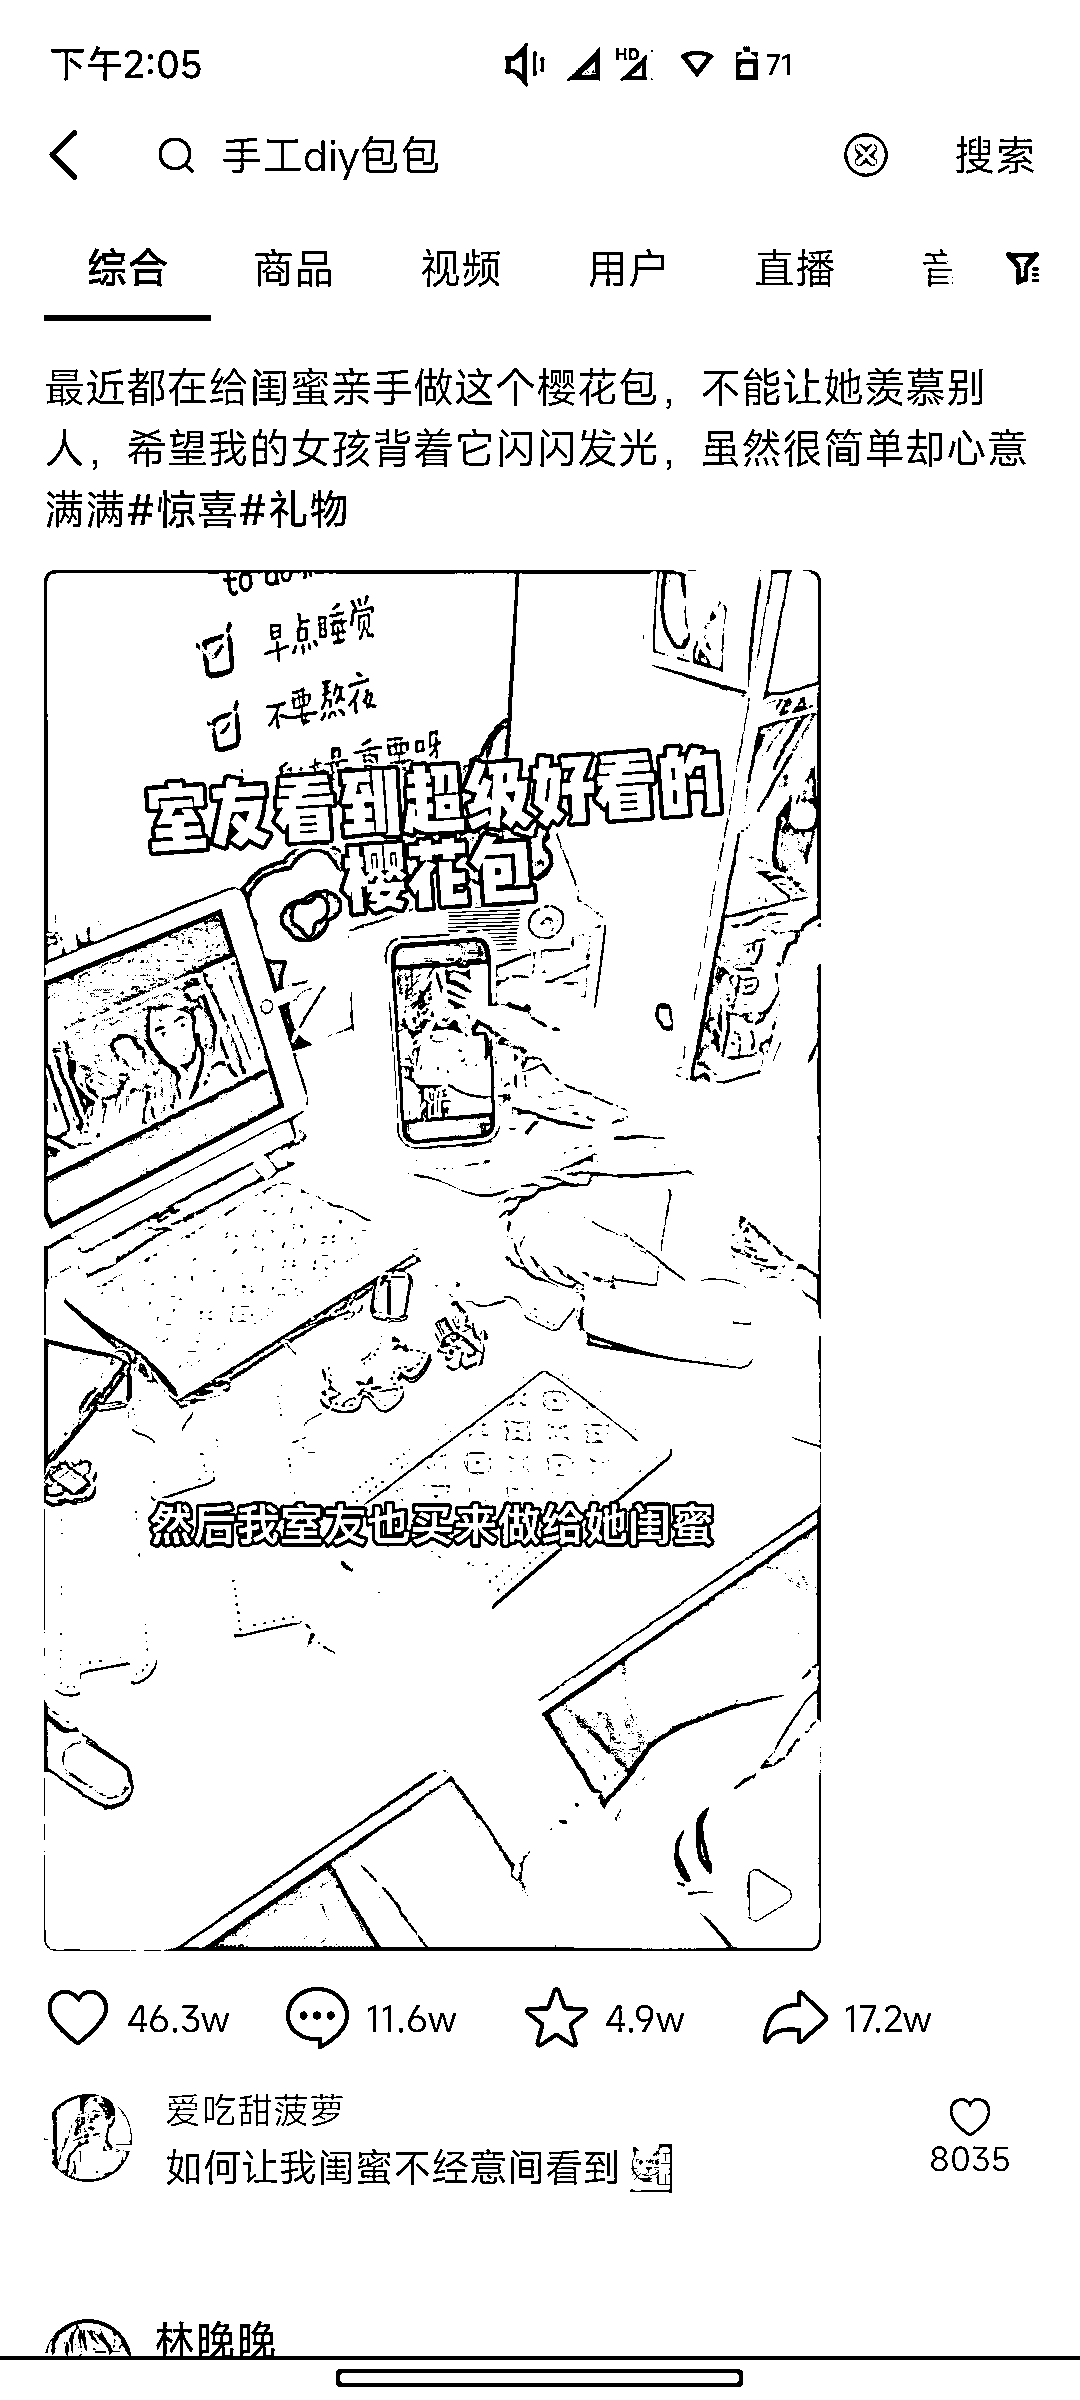 下午2:05
HD
71
手工diy包包
搜索
综合 商品 视频 用户 直播
最近都在给闺蜜亲手做这个樱花包，不能让她羡慕别
人，希望我的女孩背着它闪闪发光，虽然很简单却心意
满满#惊喜#礼物
to do
早点睡觉
不要熬夜
重要呀
室友看到超级好看的
樱花包
然后我室友也买来做给她闺蜜
46.3w 11.6w 4.9w 17.2w
爱吃甜菠萝
如何让我闺蜜不经意间看到
8035
林晚晚